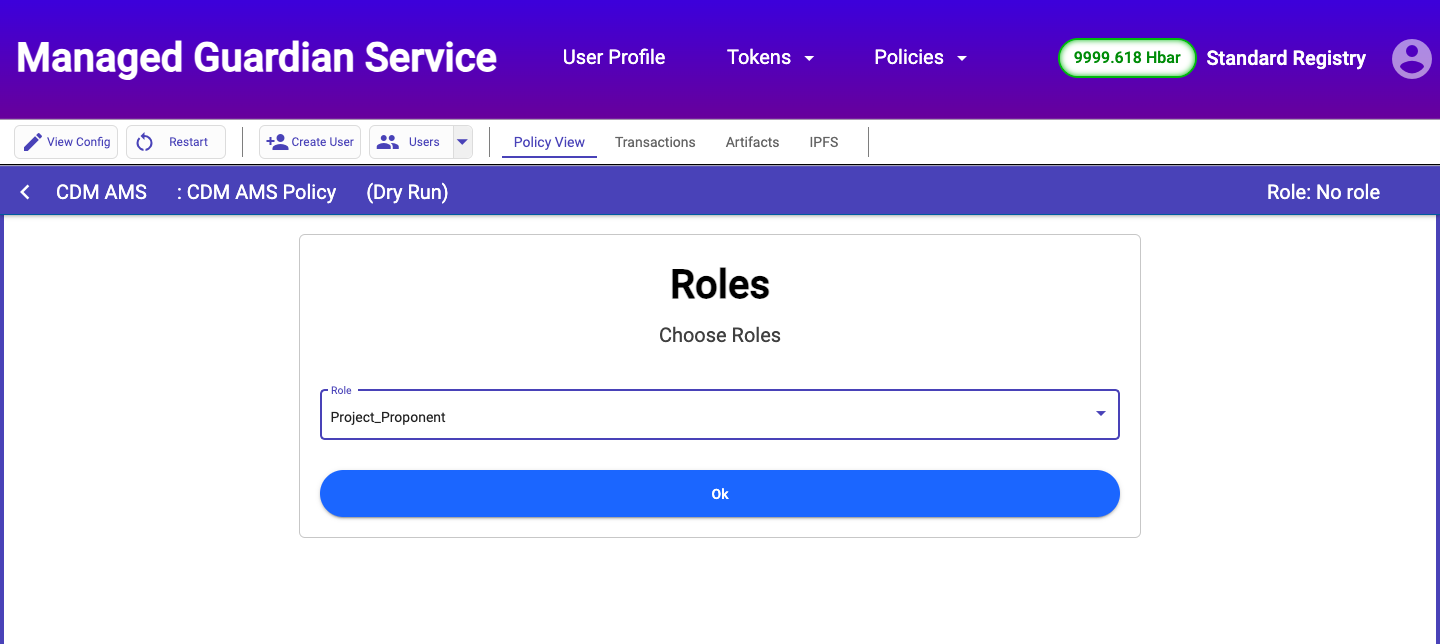 Managed Guardian Service User Profile Tokens Policies 9999.618 Hbar Standard Registry
View Config Restart Create User Users Policy View Transactions Artifacts IPFS
CDM AMS : CDM AMS Policy (Dry Run) Role: No role
Roles
Choose Roles
Role
Project_Proponent
Ok